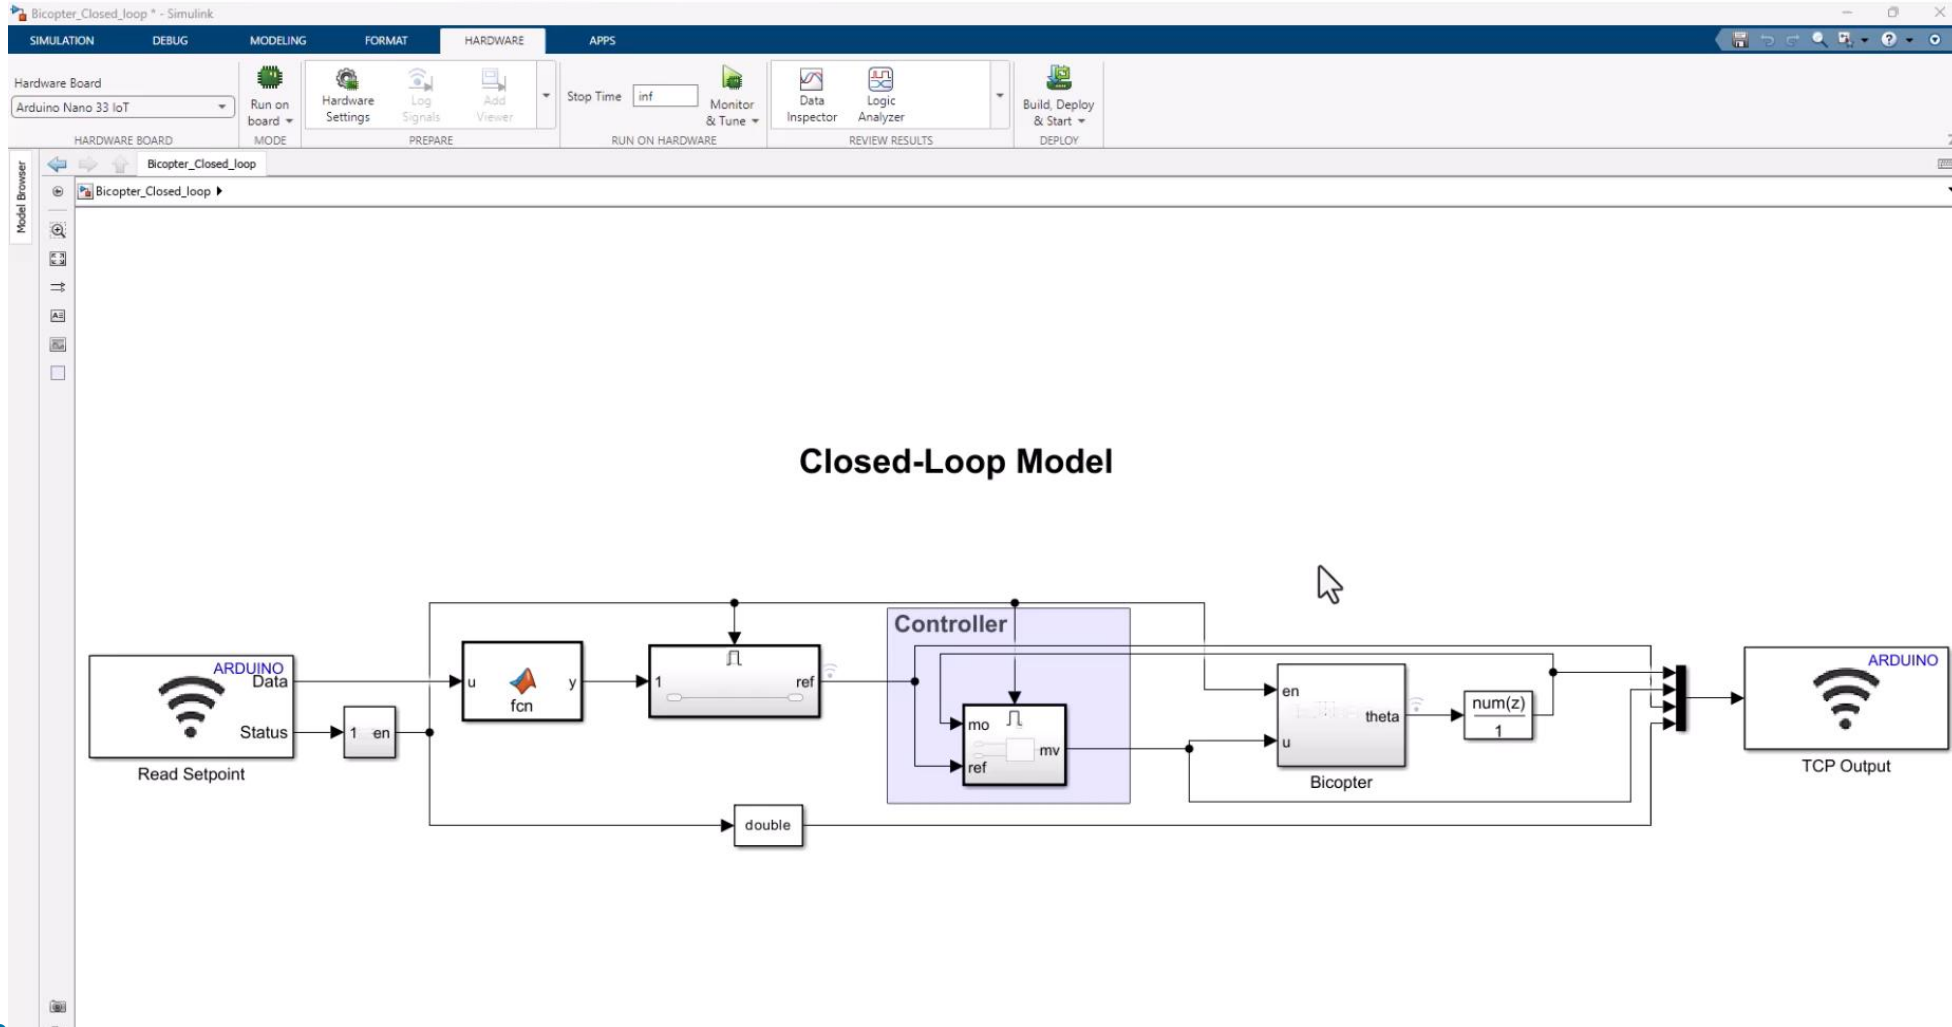 Bicopter_Closed_loop * - Simulink
SIMULATION DEBUG MODELING FORMAT HARDWARE APPS
Hardware Board
Arduino Nano 33 IoT
HARDWARE BOARD
Run on
board
MODE
Hardware
Settings
Log
Signals
Add
Viewer
PREPARE
Stop Time inf
Monitor
& Tune
RUN ON HARDWARE
Data
Inspector
Logic
Analyzer
REVIEW RESULTS
Build, Deploy
& Start
DEPLOY
Model Browser
Bicopter_Closed_loop
Bicopter_Closed_loop
Closed-Loop Model
ARDUINO
Data
Status
Read Setpoint
1 en
u y
fcn
1 ref
double
Controller
mo
ref
mv
en
u
theta
Bicopter
num(z)
1
ARDUINO
TCP Output